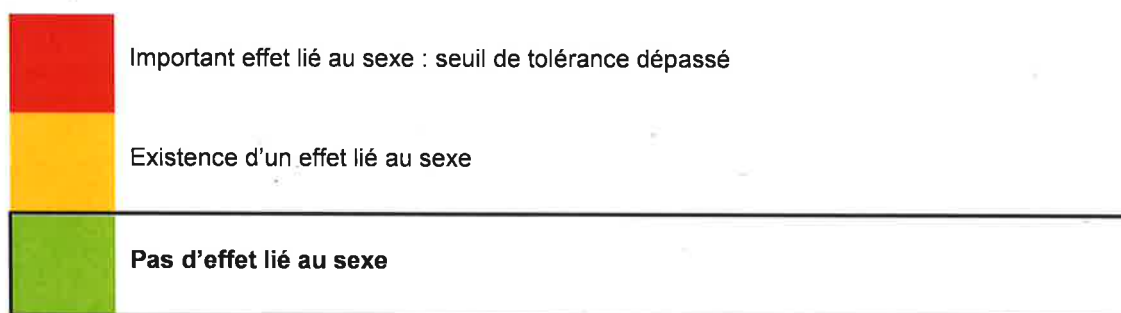 Important effet lié au sexe : seuil de tolérance dépassé
Existence d'un effet lié au sexe
Pas d'effet lié au sexe